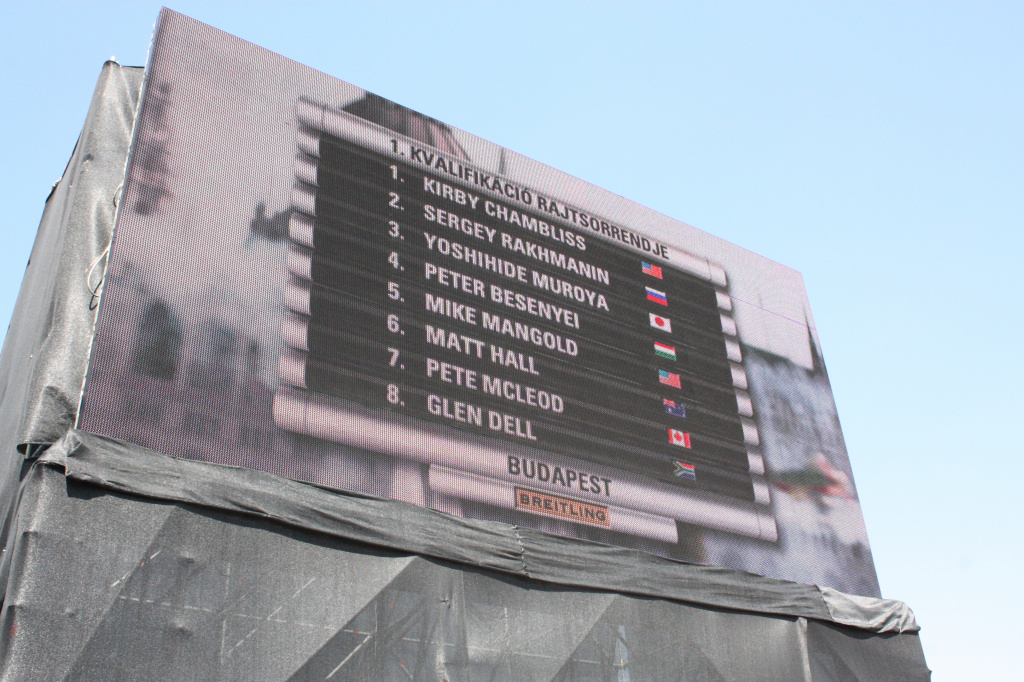 1. KVALIFIKÁCIÓ RAJTSORRENDJE
1. KIRBY CHAMBLISS
2. SERGEY RAKHMANIN
3. YOSHIHIDE MUROYA
4. PETER BESENYEI
5. MIKE MANGOLD
6. MATT HALL
7. PETE MCLEOD
8. GLEN DELL
BUDAPEST
BREITLING